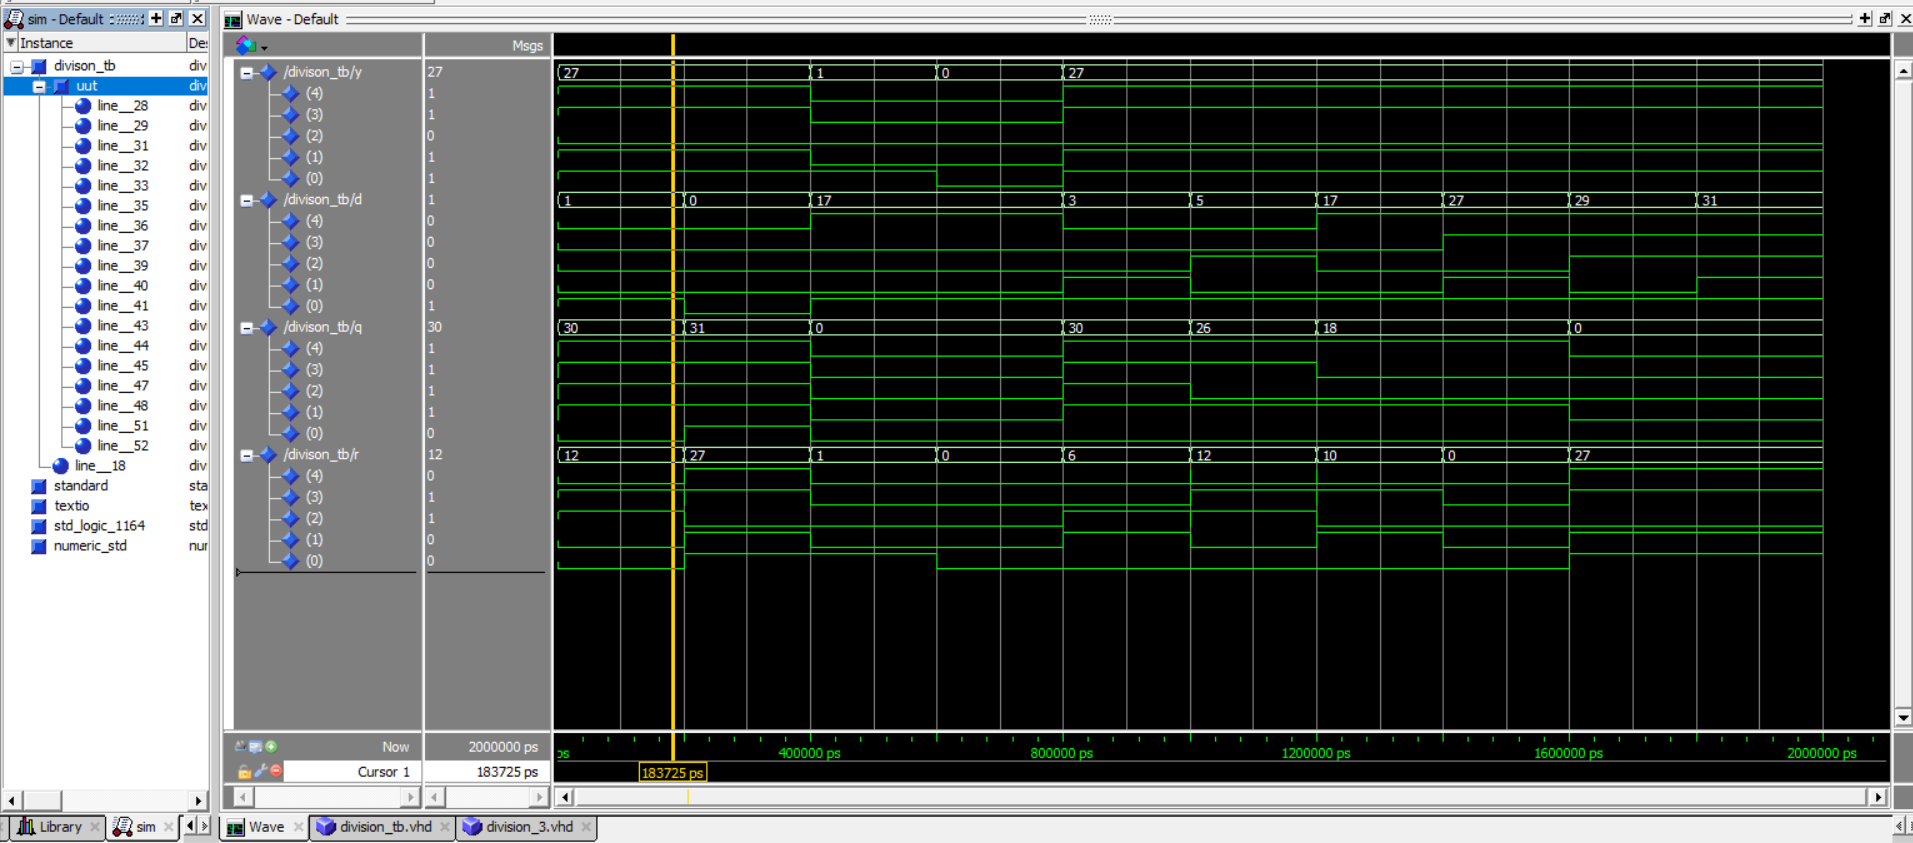 sim - Default
Instance
De
divison_tb
div
uut
div
line__28
div
line__29
div
line__31
div
line__32
div
line__33
div
line__35
div
line__36
div
line__37
div
line__39
div
line__40
div
line__41
div
line__43
div
line__44
div
line__45
div
line__47
div
line__48
div
line__51
div
line__52
div
line__18
div
standard
sta
textio
tex
std_logic_1164
std
numeric_std
nur
Library
sim
Wave - Default
Msgs
/divison_tb/y 27 27 1 0 27
(4) 1
(3) 1
(2) 0
(1) 1
(0) 1
/divison_tb/d 1 1 0 17 3 5 17 27 29 31
(4) 0
(3) 0
(2) 0
(1) 0
(0) 1
/divison_tb/q 30 30 31 0 30 26 18 0
(4) 1
(3) 1
(2) 1
(1) 1
(0) 0
/divison_tb/r 12 12 27 1 0 6 12 10 0 27
(4) 0
(3) 1
(2) 1
(1) 0
(0) 0
Now 2000000 ps
ps 400000 ps 800000 ps 1200000 ps 1600000 ps 2000000 ps
Cursor 1 183725 ps
183725 ps
Wave
division_tb.vhd
division_3.vhd